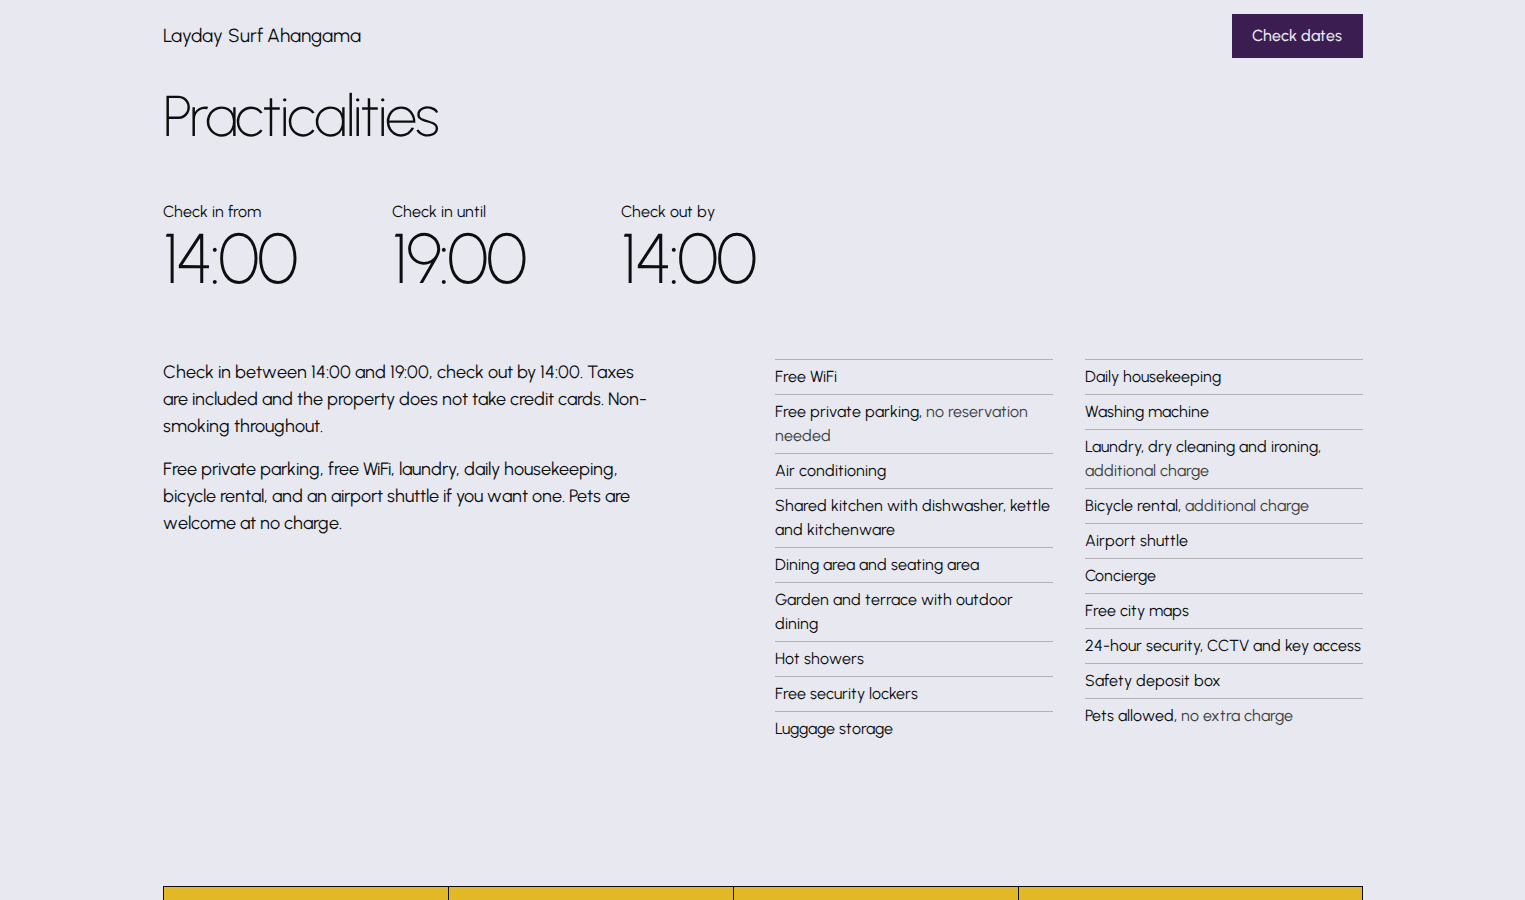 Layday Surf Ahangama
Check dates
Practicalities
Check in from
14:00
Check in until
19:00
Check out by
14:00
Check in between 14:00 and 19:00, check out by 14:00. Taxes
are included and the property does not take credit cards. Non-
smoking throughout.
Free private parking, free WiFi, laundry, daily housekeeping,
bicycle rental, and an airport shuttle if you want one. Pets are
welcome at no charge.
Free WiFi
Free private parking, no reservation
needed
Air conditioning
Shared kitchen with dishwasher, kettle
and kitchenware
Dining area and seating area
Garden and terrace with outdoor
dining
Hot showers
Free security lockers
Luggage storage
Daily housekeeping
Washing machine
Laundry, dry cleaning and ironing,
additional charge
Bicycle rental, additional charge
Airport shuttle
Concierge
Free city maps
24-hour security, CCTV and key access
Safety deposit box
Pets allowed, no extra charge